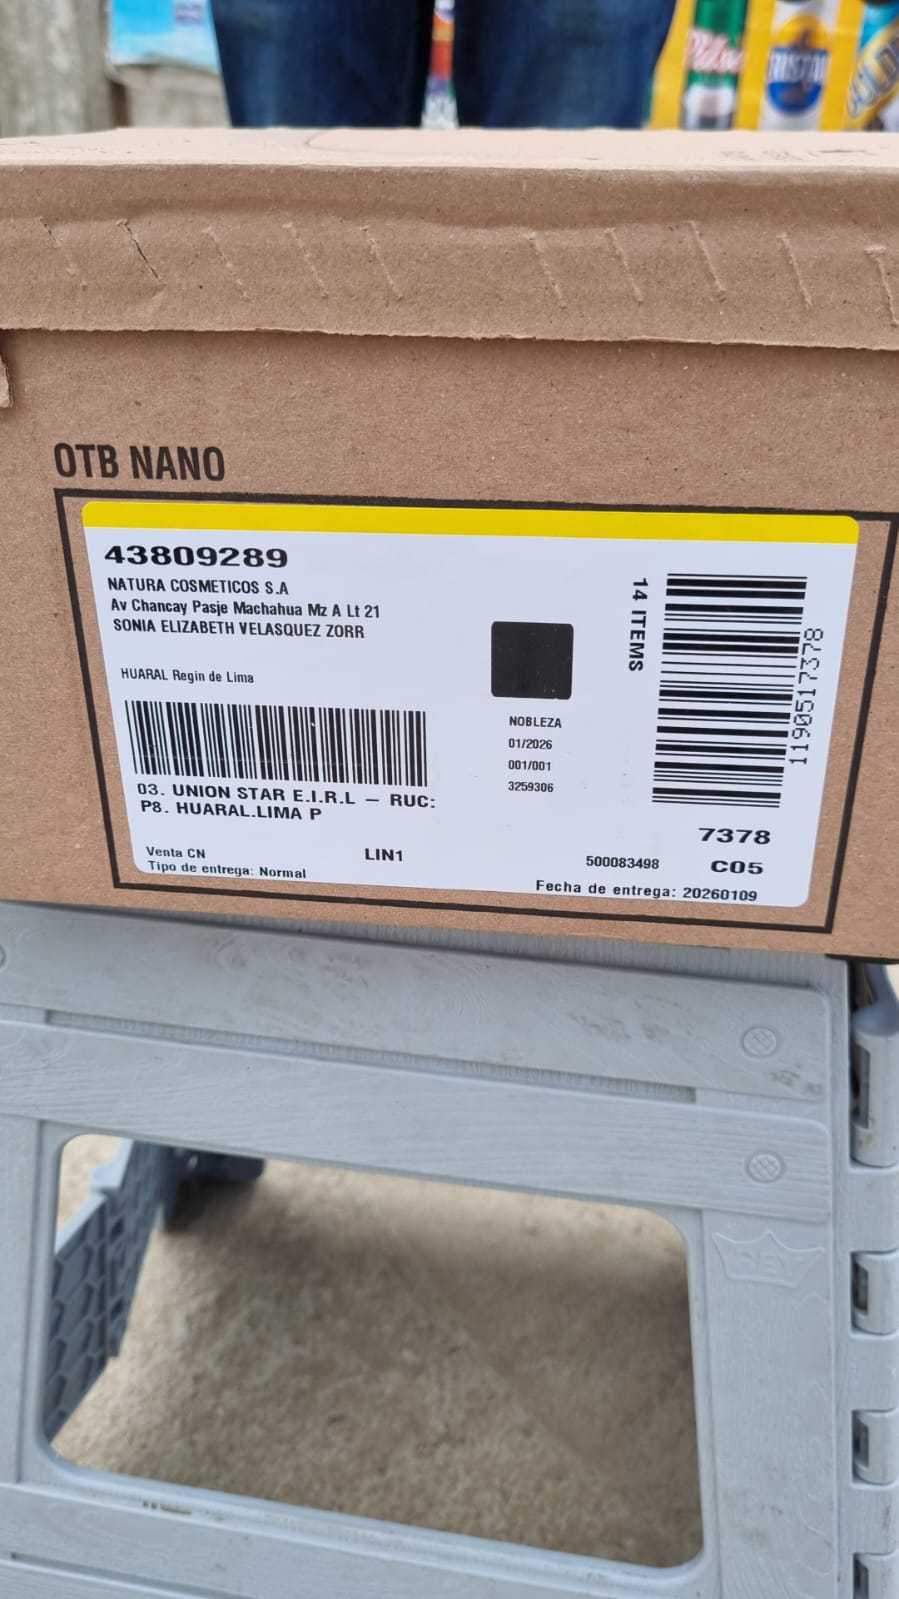 OTB NANO
43809289
NATURA COSMETICOS S.A
Av Chancay Pasje Machahua Mz A Lt 21
SONIA ELIZABETH VELASQUEZ ZORR
HUARAL Regin de Lima
14 ITEMS
1190517378
NOBLEZA
01/2026
001/001
3259306
03. UNION STAR E.I.R.L – RUC:
P8. HUARAL.LIMA P
7378
Venta CN
LIN1
500083498
C05
Tipo de entrega: Normal
Fecha de entrega: 20260109